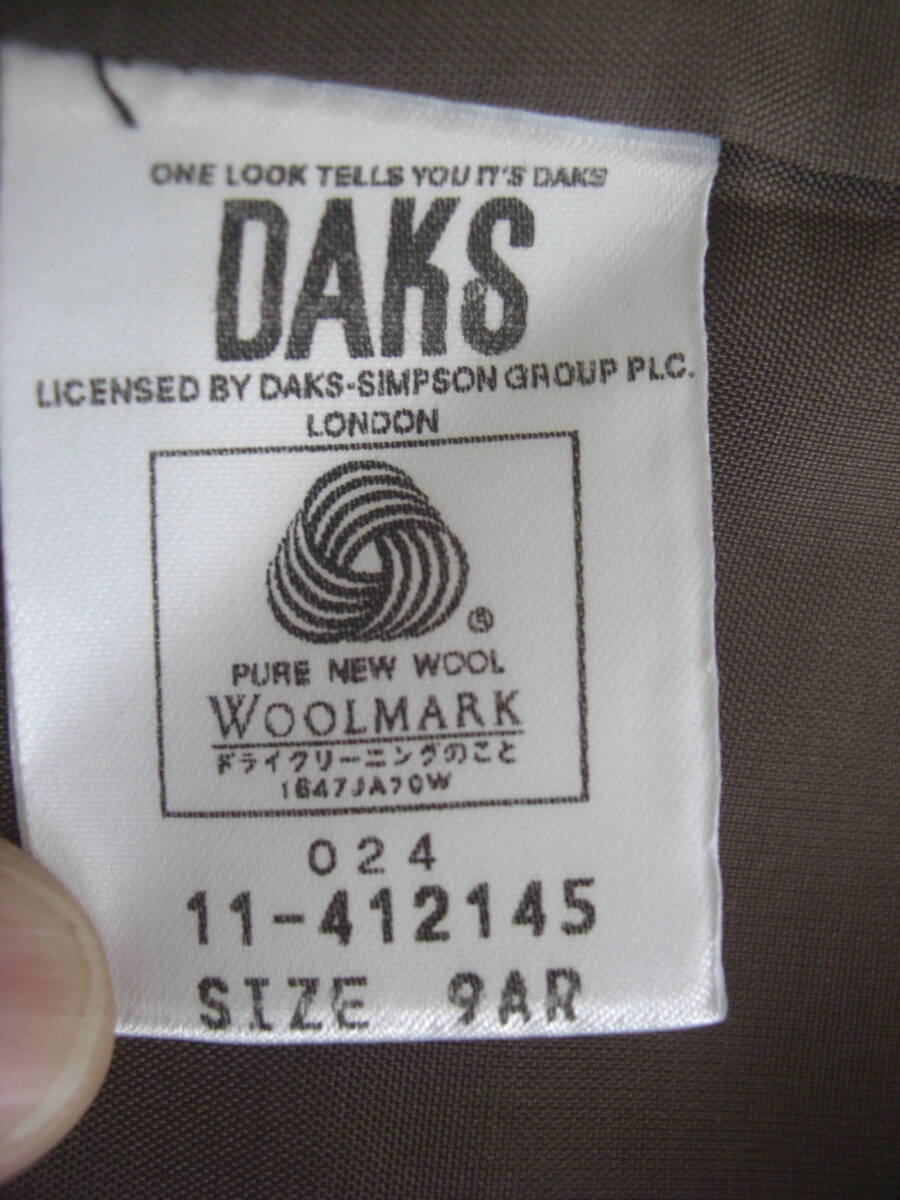 ONE LOOK TELLS YOU IT'S DAKS
DAKS
LICENSED BY DAKS-SIMPSON GROUP PLC.
LONDON
®
PURE NEW WOOL
WOOLMARK
ドライクリーニングのこと
1647JA70W
024
11-412145
SIZE 9AR